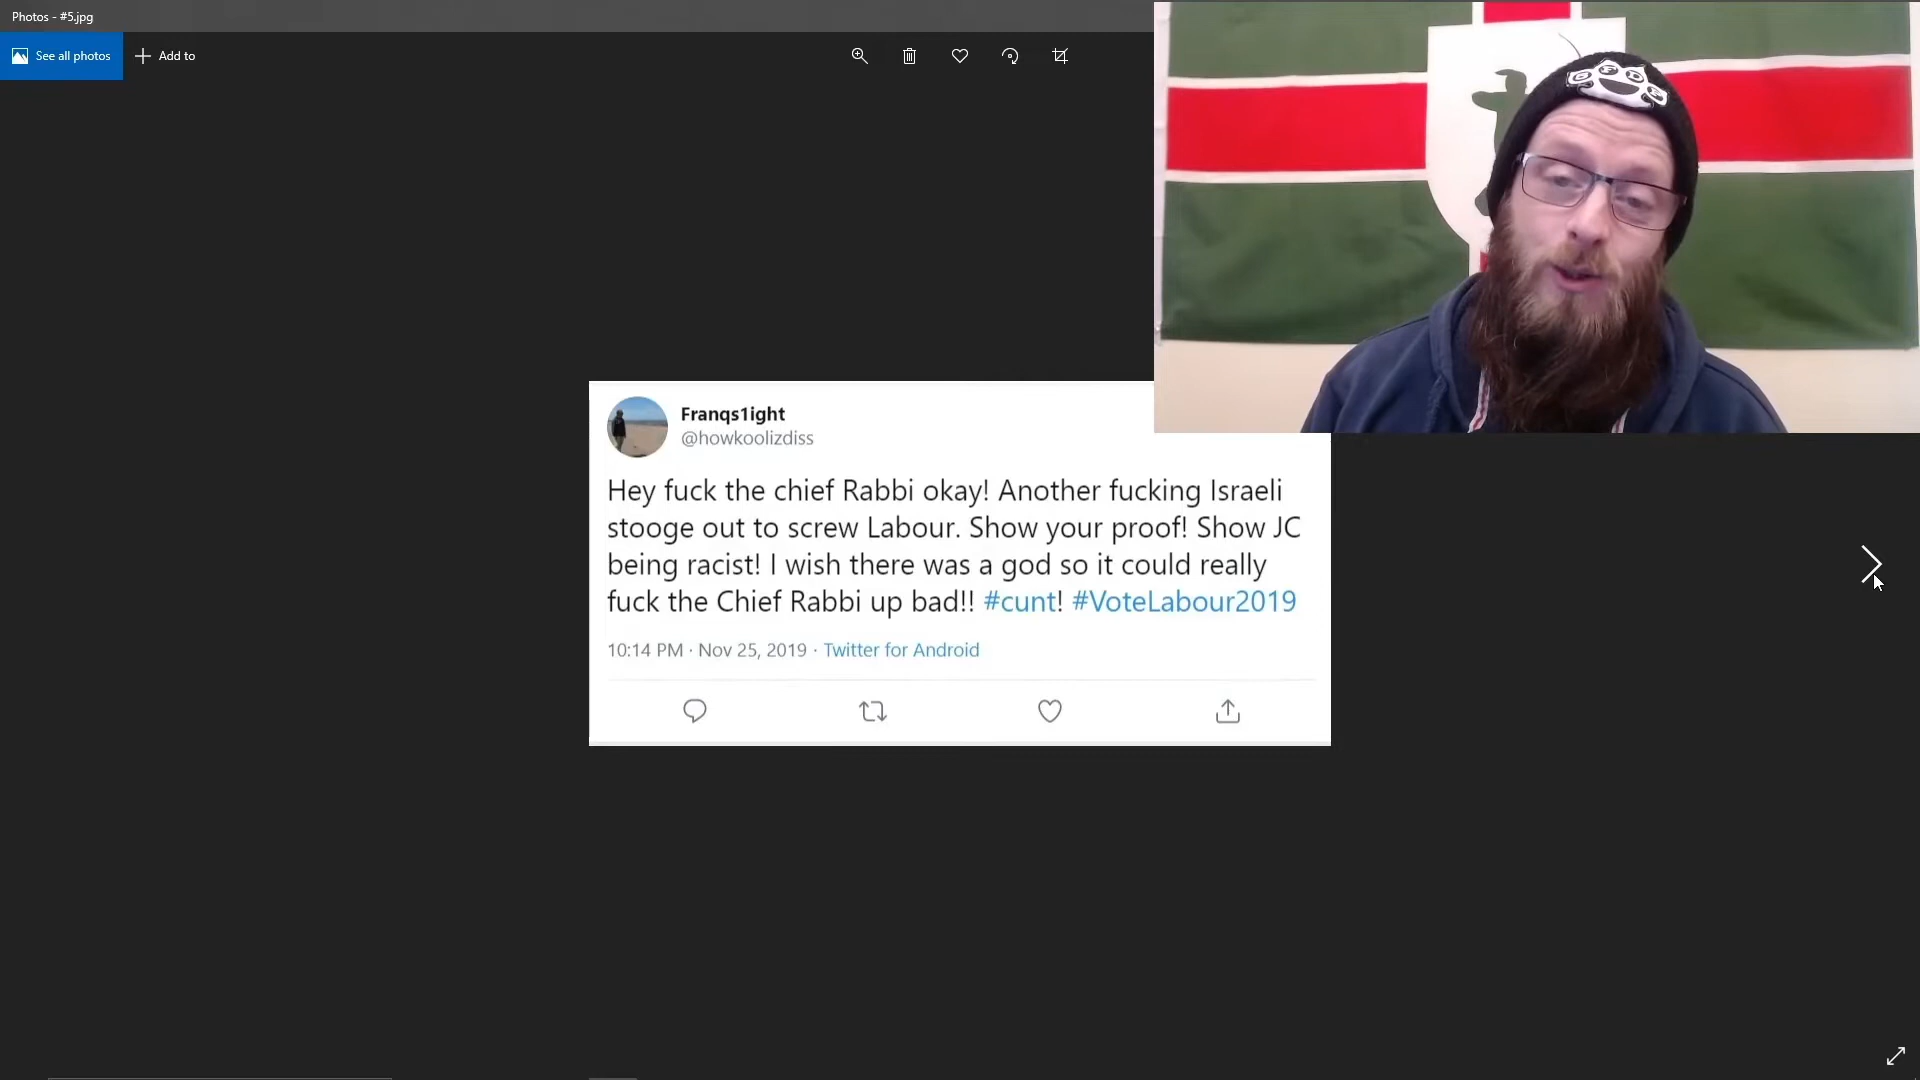 Photos - #5.jpg
See all photos
Add to
Franqs1ight
@howkoolizdiss
Hey fuck the chief Rabbi okay! Another fucking Israeli
stooge out to screw Labour. Show your proof! Show JC
being racist! I wish there was a god so it could really
fuck the Chief Rabbi up bad!! #cunt! #VoteLabour2019
10:14 PM · Nov 25, 2019 · Twitter for Android